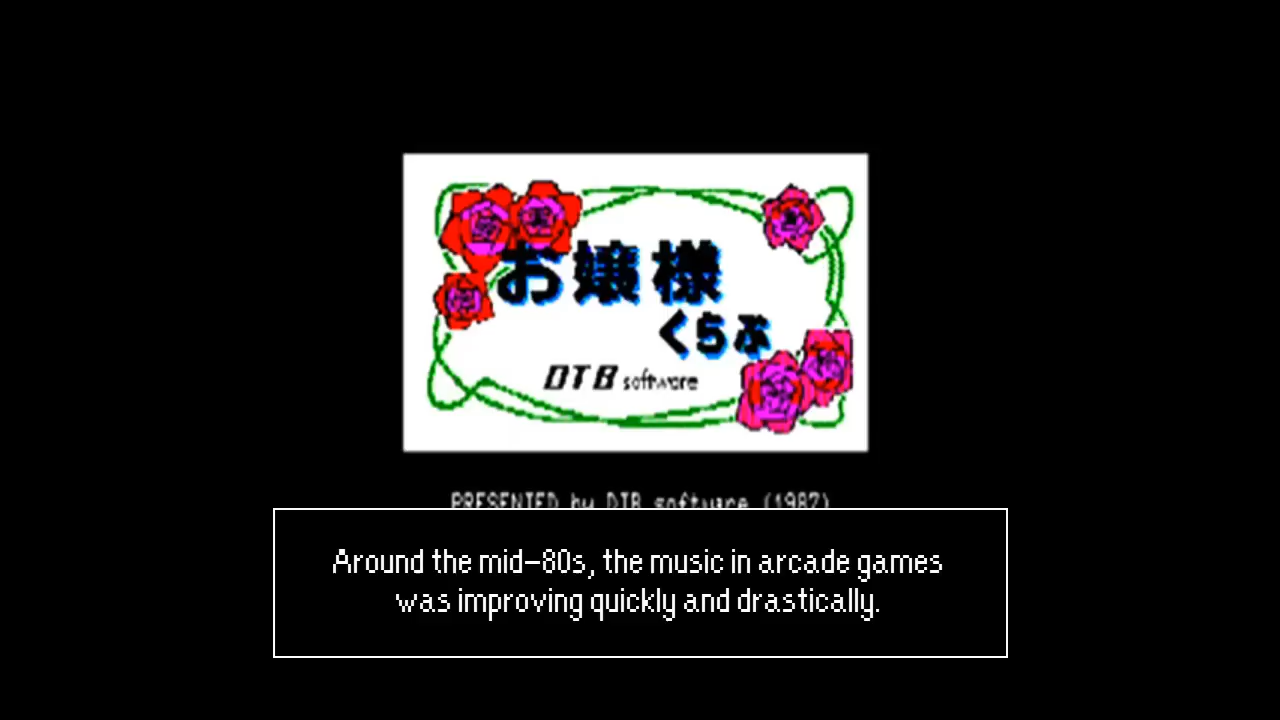 お嬢様
くらぶ
DTB software
PRESENTED by DTB software (1987)
Around the mid-80s, the music in arcade games
was improving quickly and drastically.